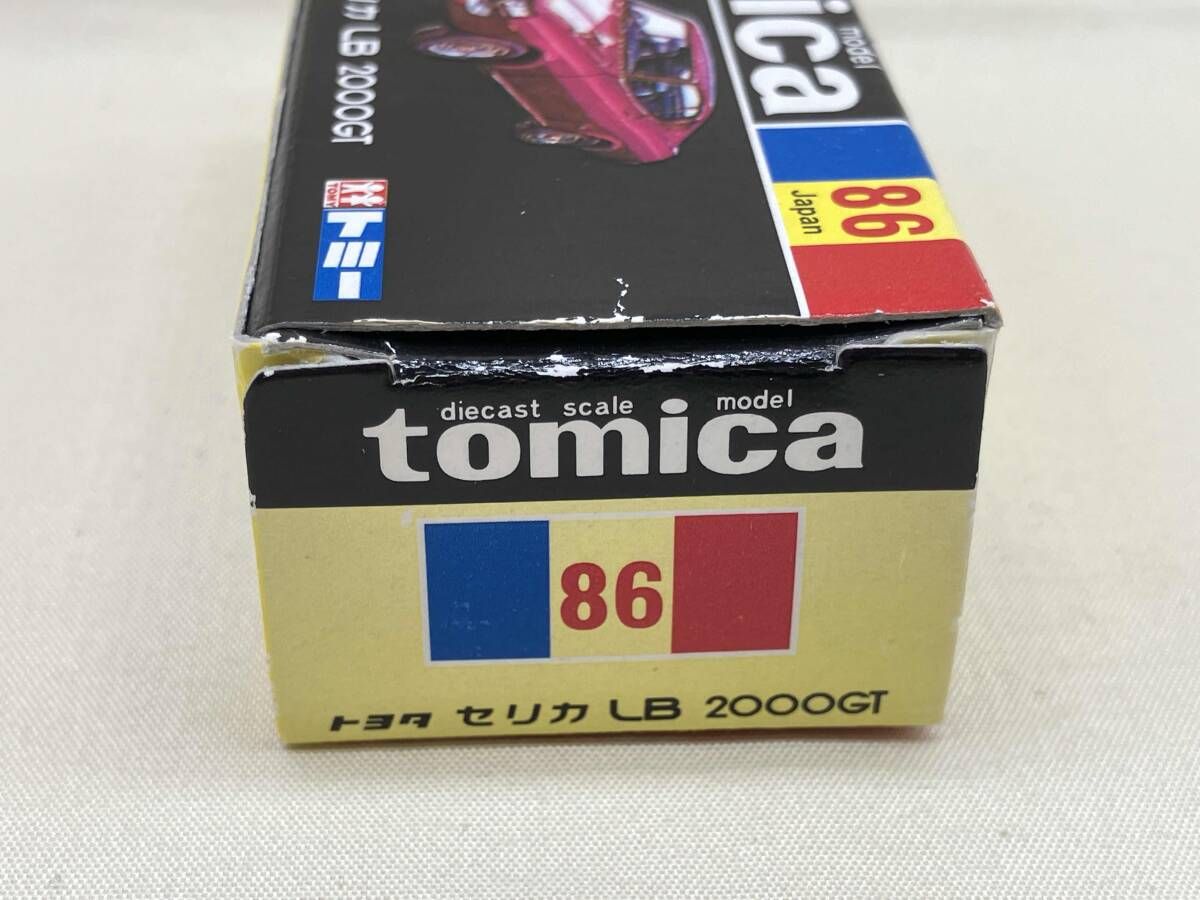 カ LB 2000GT
TOMY
トミー
ica
model
86
Japan
diecast scale model
tomica
86
トヨタ セリカ LB 2000GT